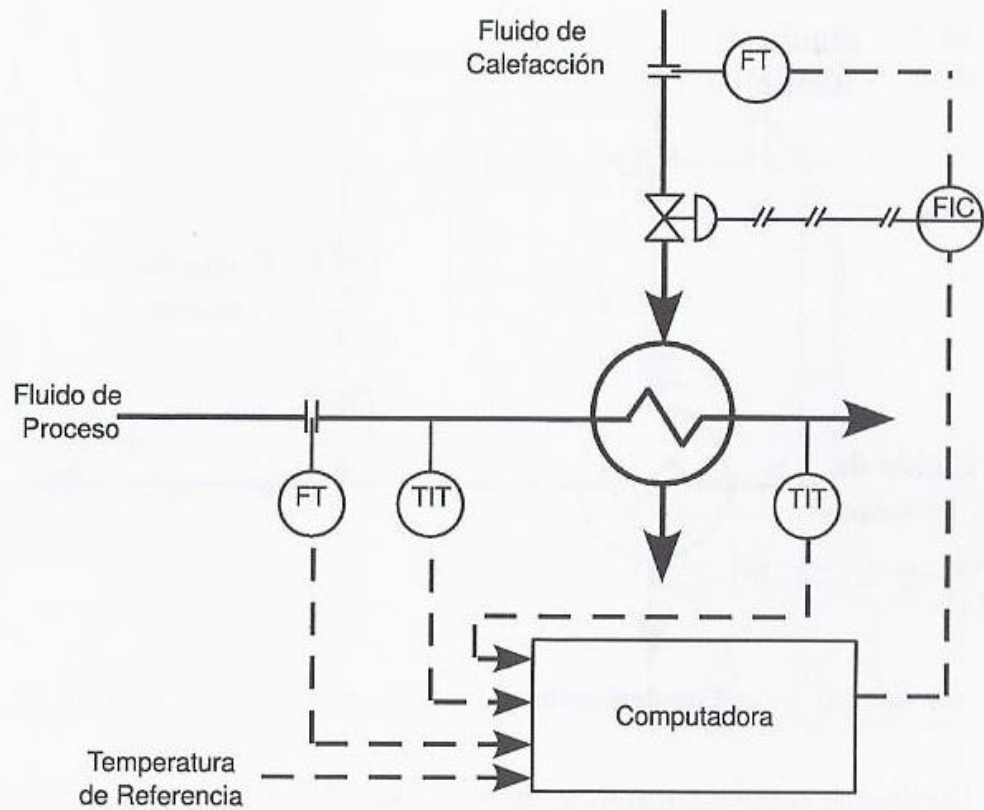 Fluido de
Calefacción
FT
FIC
Fluido de
Proceso
FT
TIT
TIT
Computadora
Temperatura
de Referencia